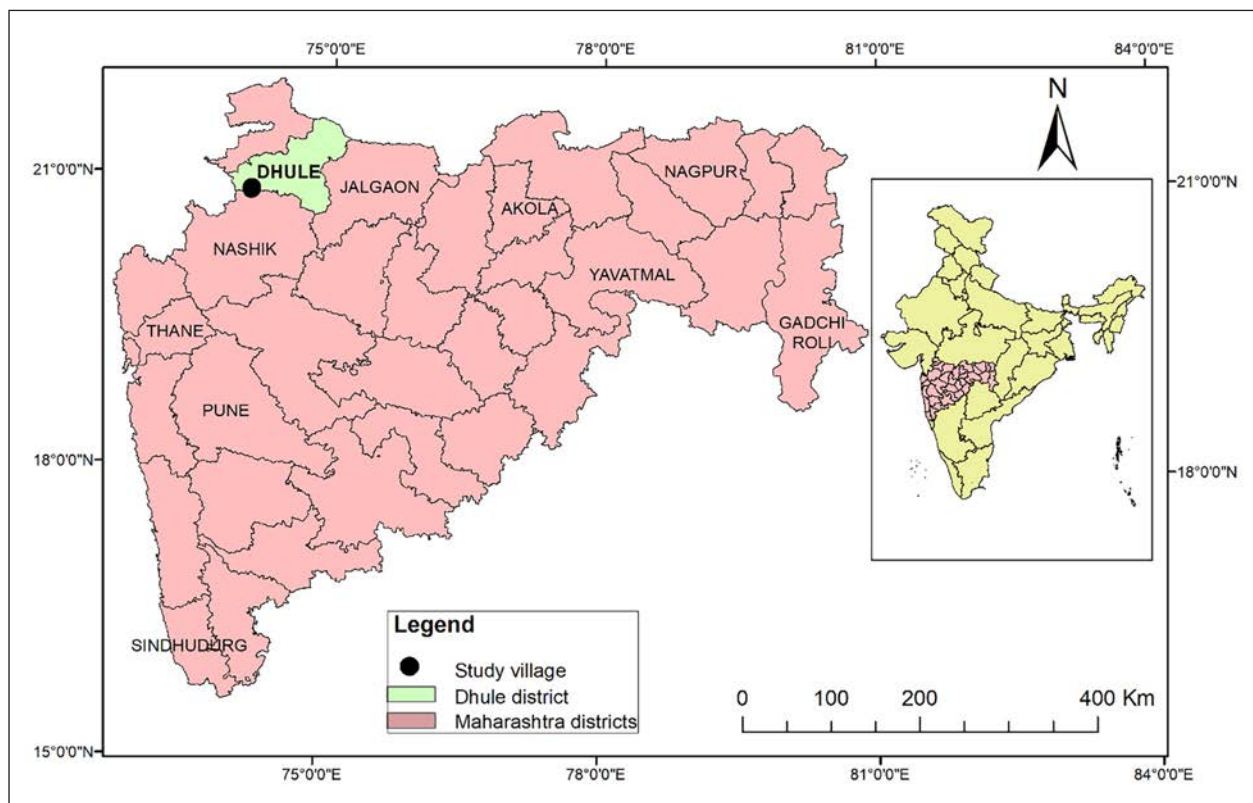 75°0'0"E
78°0'0"E
81°0'0"E
84°0'0"E
N
21°0'0"N
21°0'0"N
DHULE
JALGAON
NAGPUR
AKOLA
NASHIK
YAVATMAL
THANE
GADCHI
ROLI
PUNE
18°0'0"N
18°0'0"N
SINDHUDURG
Legend
Study village
Dhule district
Maharashtra districts
0 100 200 400 Km
15°0'0"N
75°0'0"E
78°0'0"E
81°0'0"E
84°0'0"E